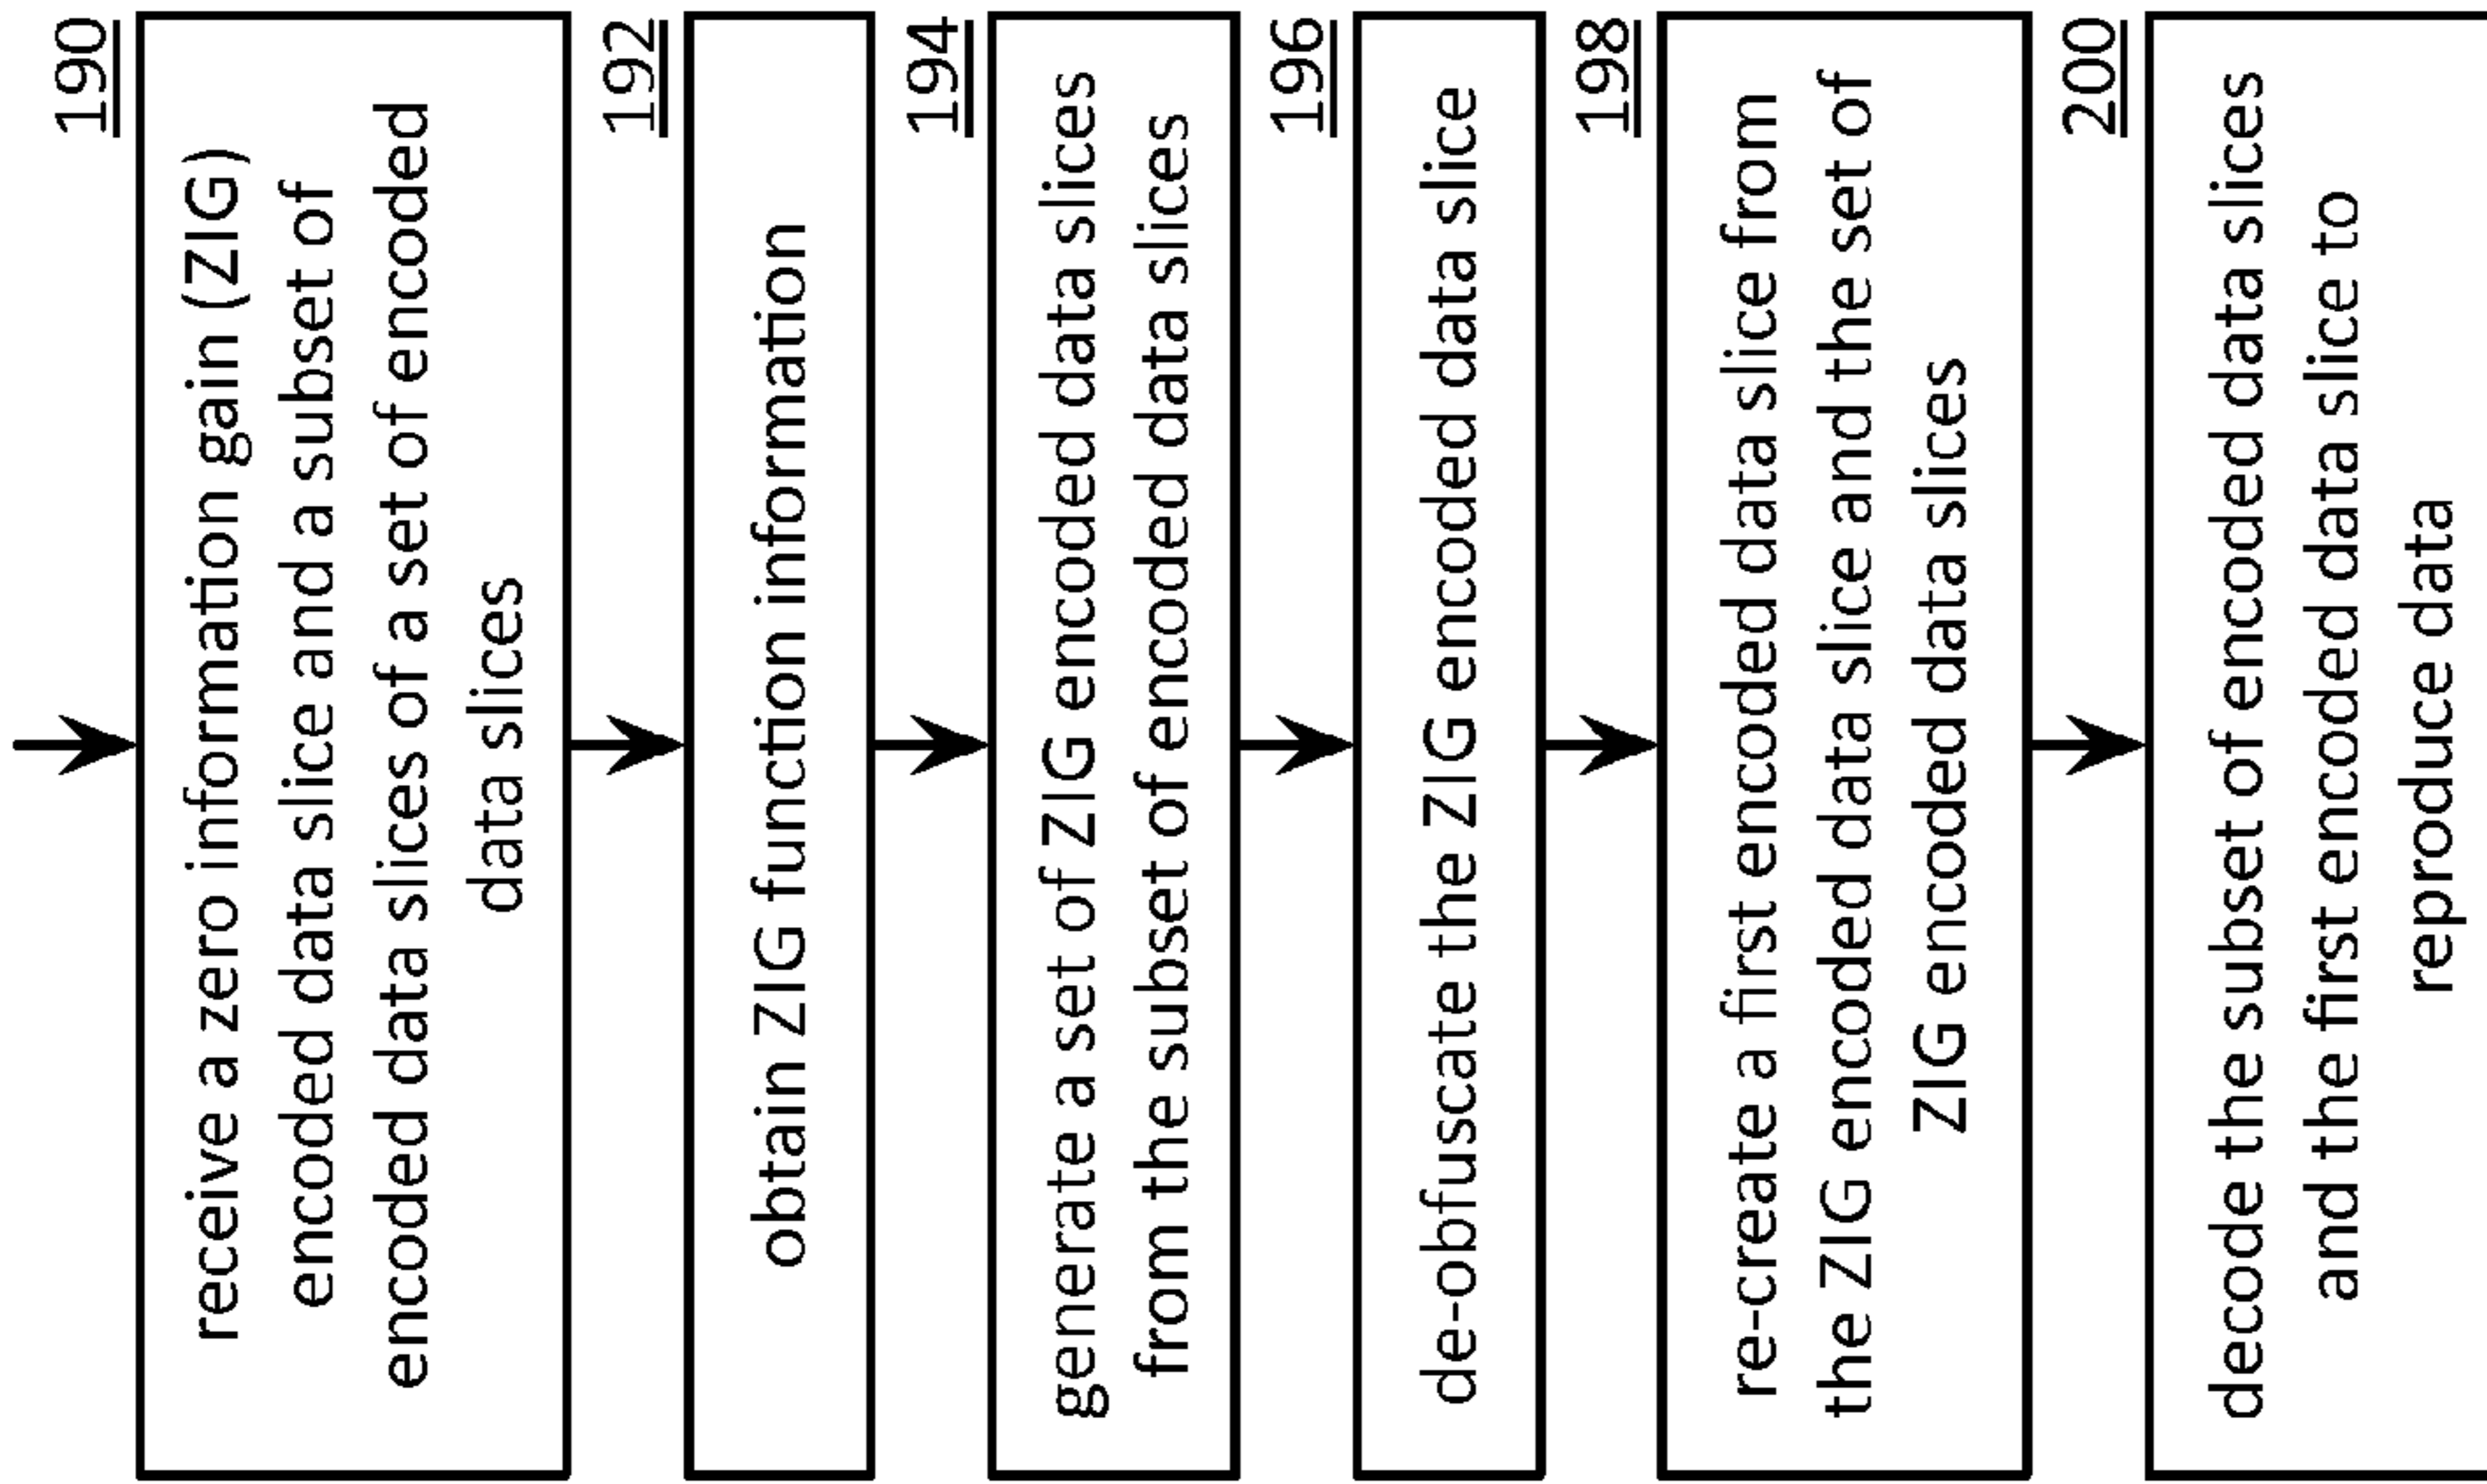 190
receive a zero information gain (ZIG)
encoded data slice and a subset of
encoded data slices of a set of encoded
data slices
192
obtain ZIG function information
194
generate a set of ZIG encoded data slices
from the subset of encoded data slices
196
de-obfuscate the ZIG encoded data slice
198
re-create a first encoded data slice from
the ZIG encoded data slice and the set of
ZIG encoded data slices
200
decode the subset of encoded data slices
and the first encoded data slice to
reproduce data